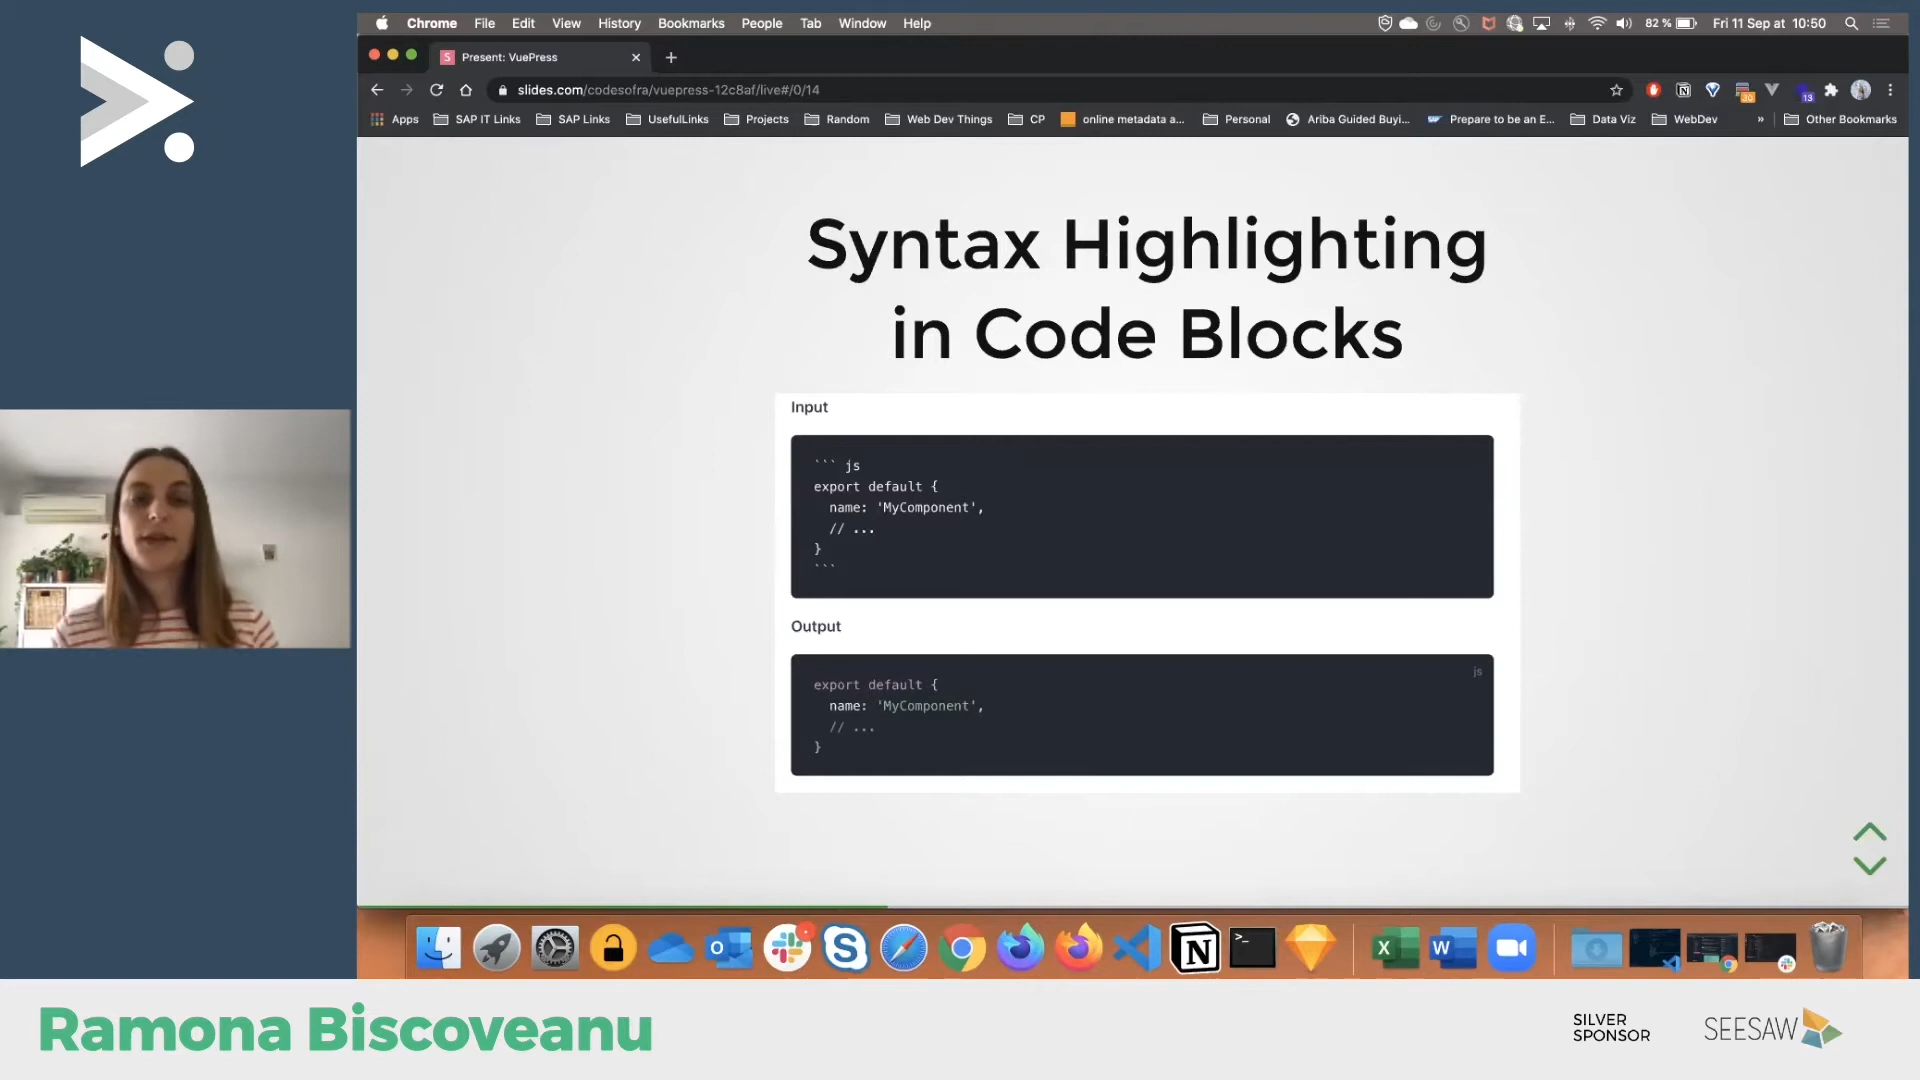 Chrome File Edit View History Bookmarks People Tab Window Help
82 % Fri 11 Sep at 10:50
S Present: VuePress
slides.com/codesofra/vuepress-12c8af/live#/0/14
30 13
Apps SAP IT Links SAP Links UsefulLinks Projects Random Web Dev Things CP online metadata a... Personal Ariba Guided Buyi... Prepare to be an E... Data Viz WebDev » Other Bookmarks
Syntax Highlighting
in Code Blocks
Input
``` js
export default {
name: 'MyComponent',
// ...
}
```
Output
js
export default {
name: 'MyComponent',
// ...
}
Ramona Biscoveanu
SILVER
SPONSOR
SEESAW